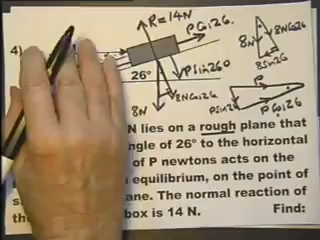 R = 14N
PCos26.
4)
26°
8N
8NCos26
PSin26°
8N
8NCos26
8Sin26
P
PSin26
PCos26
N lies on a rough plane that
ngle of 26° to the horizontal
of P newtons acts on the
equilibrium, on the point of
ane. The normal reaction of
box is 14 N. Find: